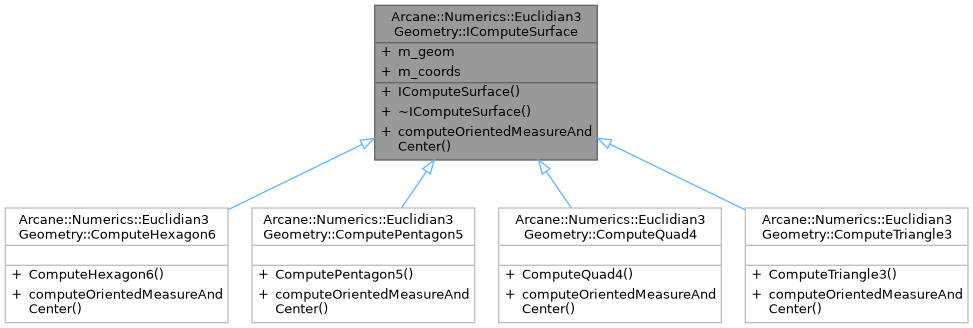 Arcane::Numerics::Euclidian3
Geometry::IComputeSurface
+ m_geom
+ m_coords
+ IComputeSurface()
+ ~IComputeSurface()
+ computeOrientedMeasureAnd
Center()
Arcane::Numerics::Euclidian3
Geometry::ComputeHexagon6
+ ComputeHexagon6()
+ computeOrientedMeasureAnd
Center()
Arcane::Numerics::Euclidian3
Geometry::ComputePentagon5
+ ComputePentagon5()
+ computeOrientedMeasureAnd
Center()
Arcane::Numerics::Euclidian3
Geometry::ComputeQuad4
+ ComputeQuad4()
+ computeOrientedMeasureAnd
Center()
Arcane::Numerics::Euclidian3
Geometry::ComputeTriangle3
+ ComputeTriangle3()
+ computeOrientedMeasureAnd
Center()